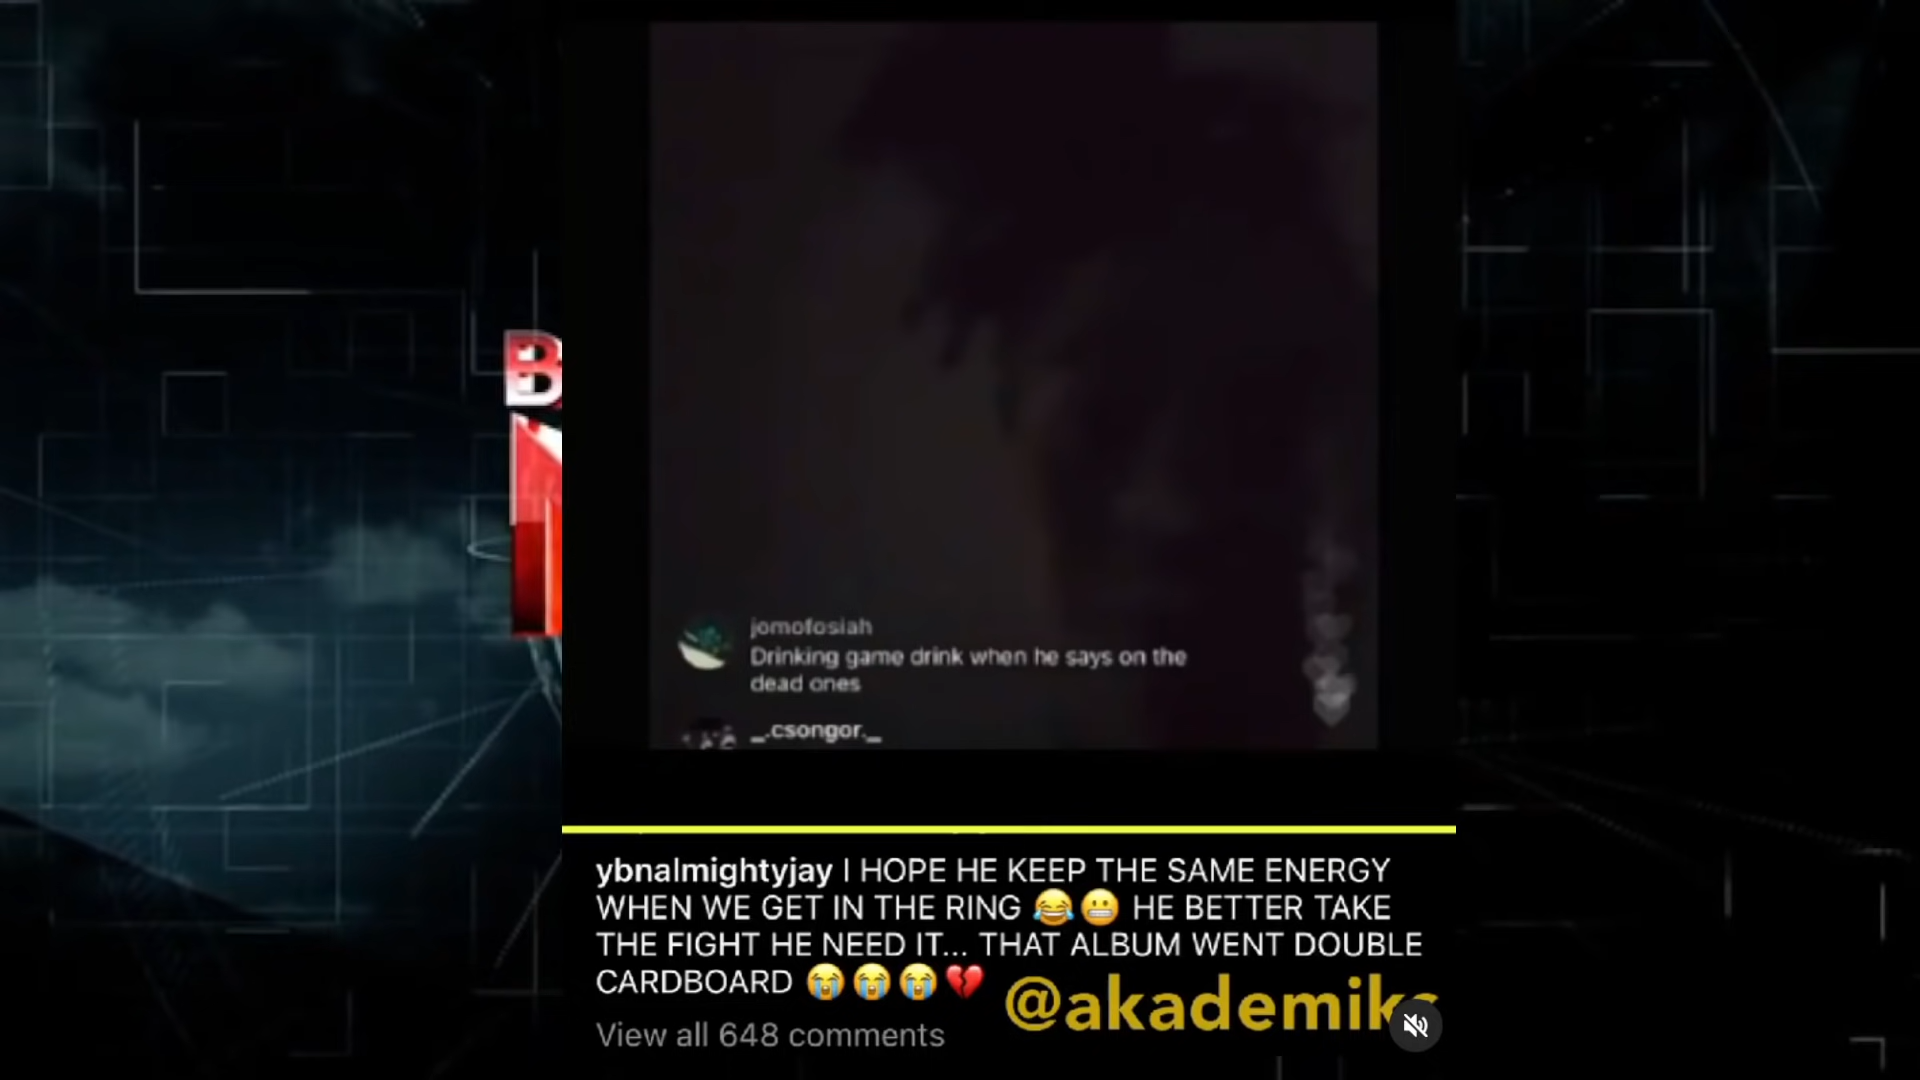 B
jomofosiah
Drinking game drink when he says on the
dead ones
_.csongor._
ybnalmightyjay I HOPE HE KEEP THE SAME ENERGY
WHEN WE GET IN THE RING 😂😬 HE BETTER TAKE
THE FIGHT HE NEED IT... THAT ALBUM WENT DOUBLE
CARDBOARD 😭😭😭💔
@akademiks
View all 648 comments